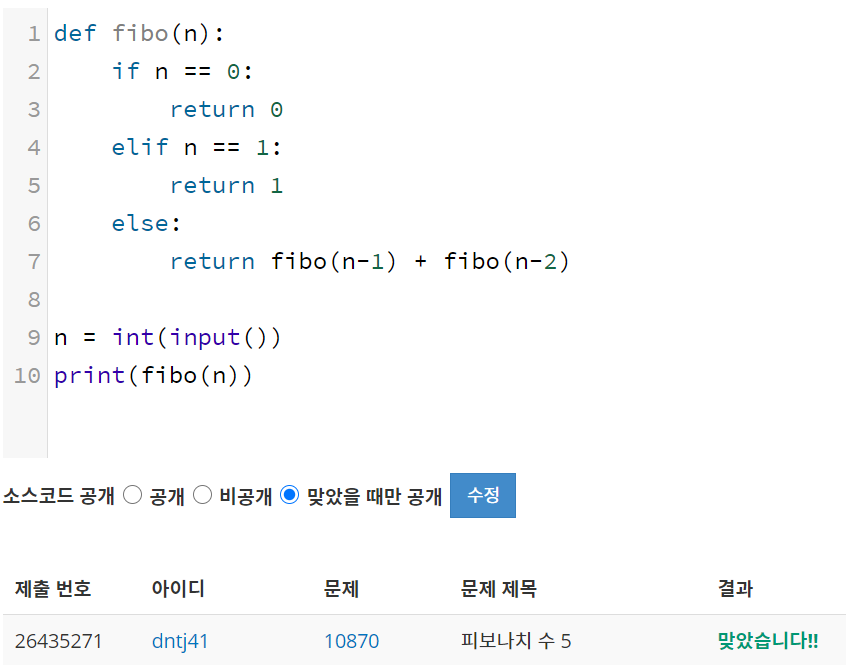 1 def fibo(n):
2     if n == 0:
3         return 0
4     elif n == 1:
5         return 1
6     else:
7         return fibo(n-1) + fibo(n-2)
8
9 n = int(input())
10 print(fibo(n))
소스코드 공개 공개 비공개 맞았을 때만 공개 수정
제출 번호 아이디 문제 문제 제목 결과
26435271 dntj41 10870 피보나치 수 5 맞았습니다!!